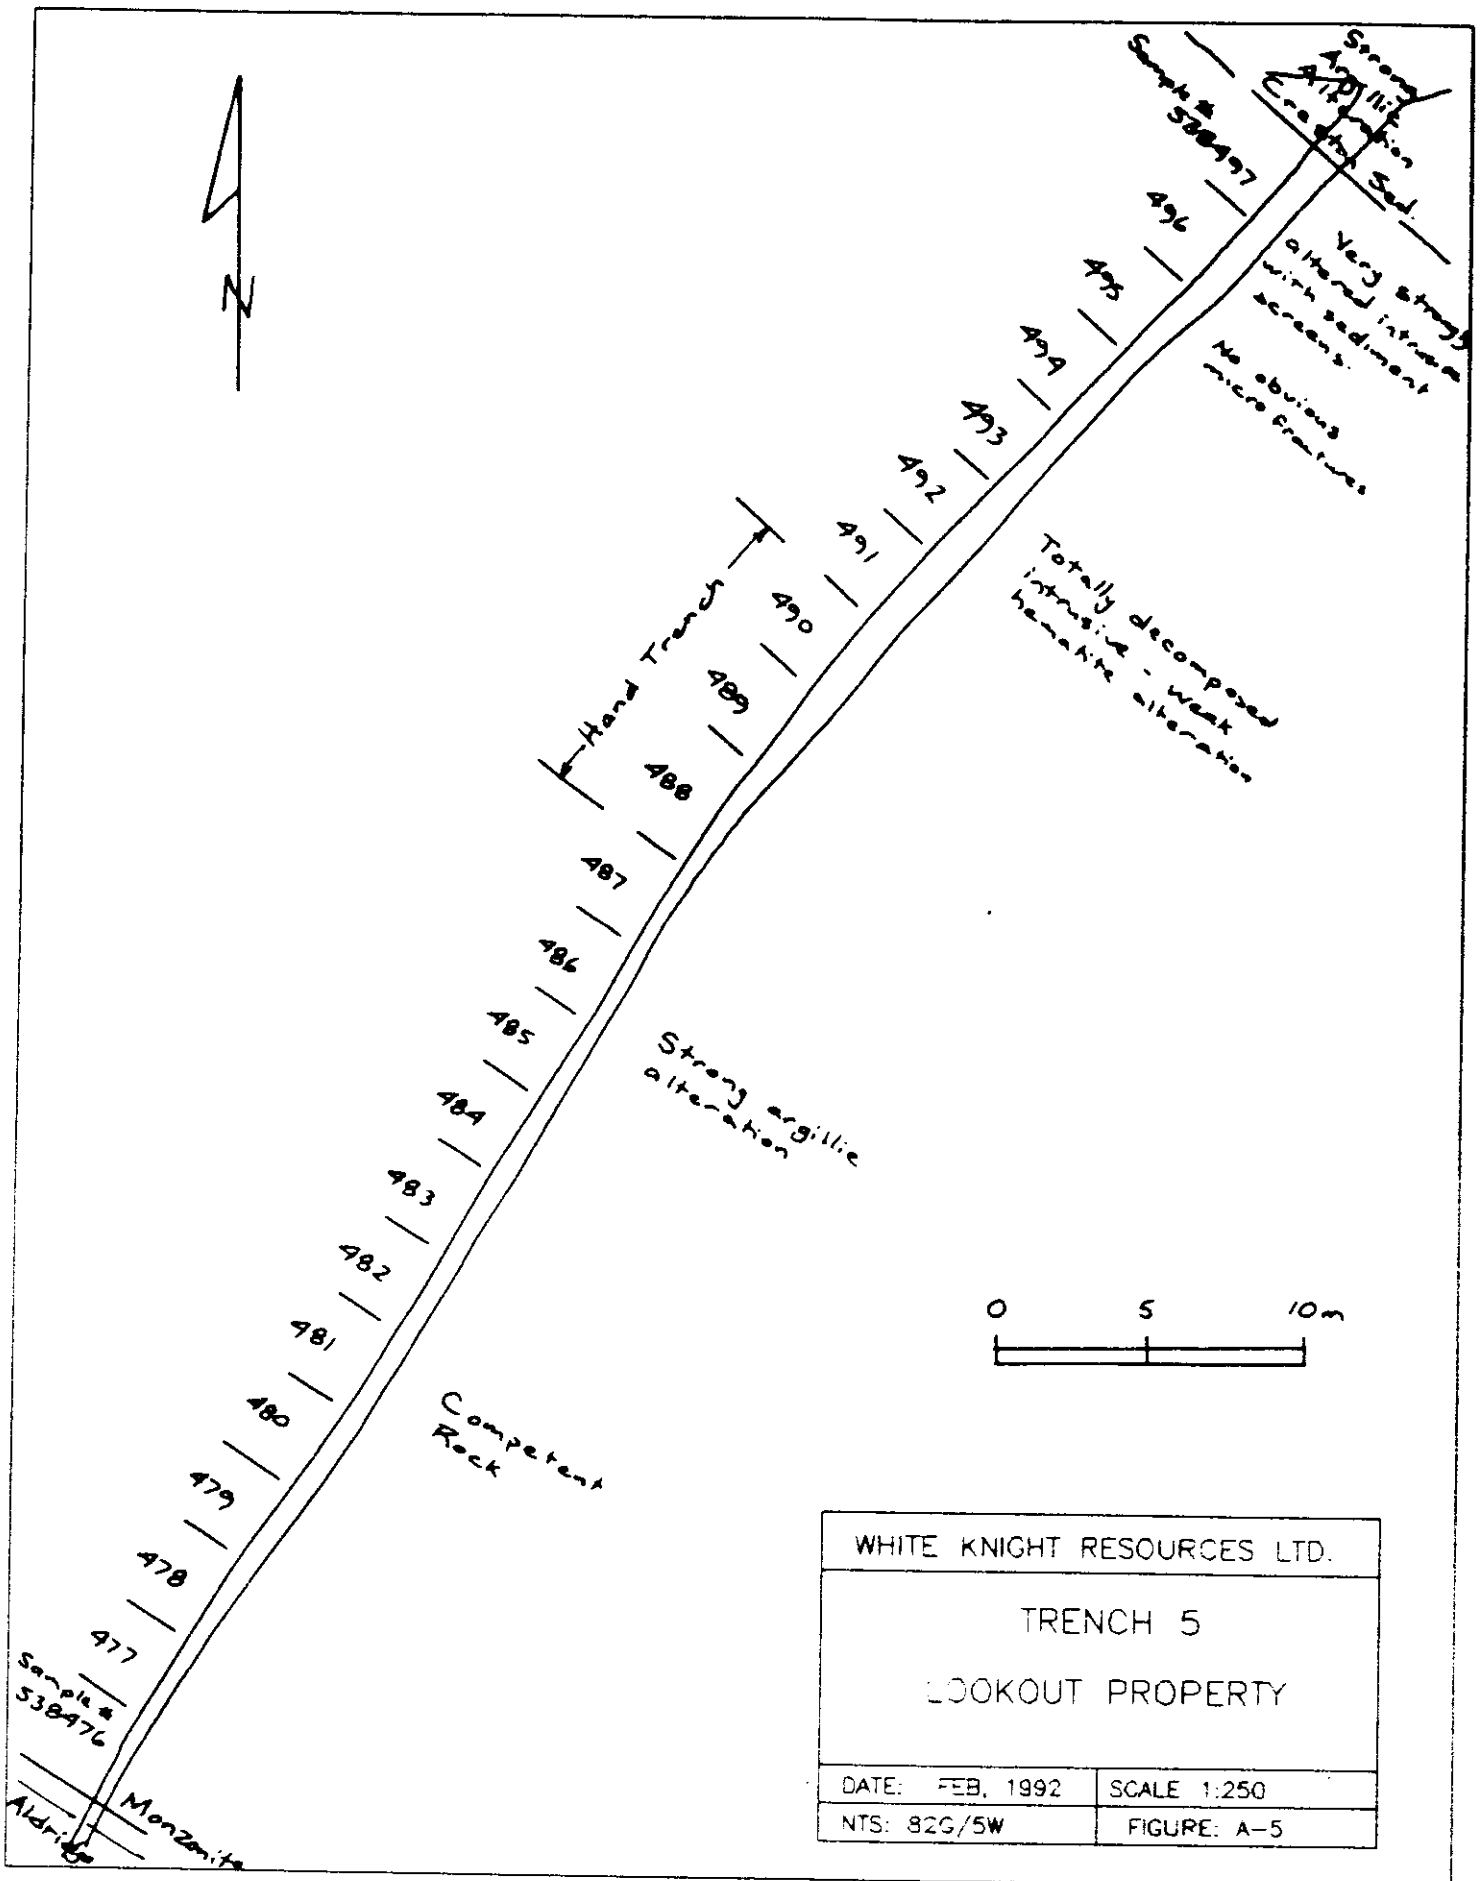 Strong
Argillic
Alteration
Creston Sed.
Sample #
538497
496
495
494
493
492
491
490
489
488
487
486
485
484
483
482
481
480
479
478
477
Sample #
538476
N
Very strongly
altered intrusive
with sediment
screens.
No obvious
microfractures
Hand Trench
Totally decomposed
intrusive - weak
hematite alteration
Strong argillic
alteration
Competent
Rock
Monzonite
Aldridge
0 5 10m
WHITE KNIGHT RESOURCES LTD.
TRENCH 5
LOOKOUT PROPERTY
DATE: FEB, 1992
SCALE 1:250
NTS: 82G/5W
FIGURE: A-5